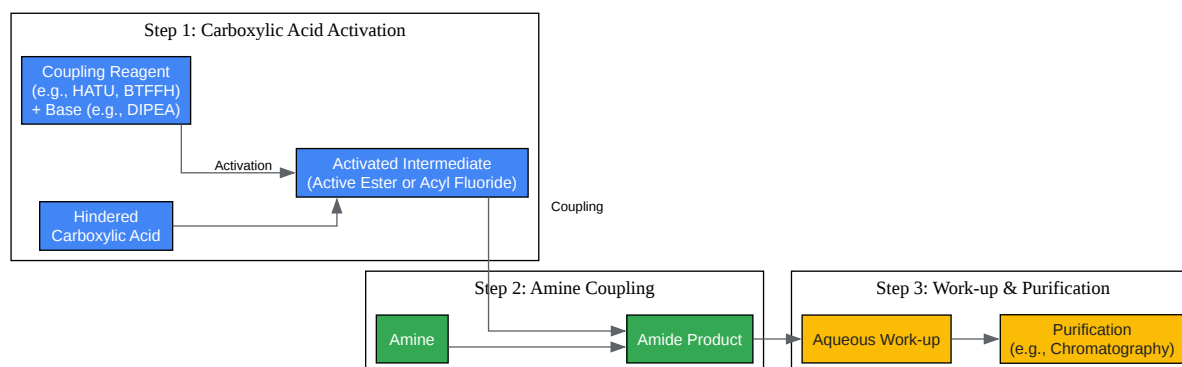 Step 1: Carboxylic Acid Activation
Coupling Reagent
(e.g., HATU, BTFFH)
+ Base (e.g., DIPEA)
Activation
Activated Intermediate
(Active Ester or Acyl Fluoride)
Hindered
Carboxylic Acid
Coupling
Step 2: Amine Coupling
Amine
Amide Product
Step 3: Work-up & Purification
Aqueous Work-up
Purification
(e.g., Chromatography)